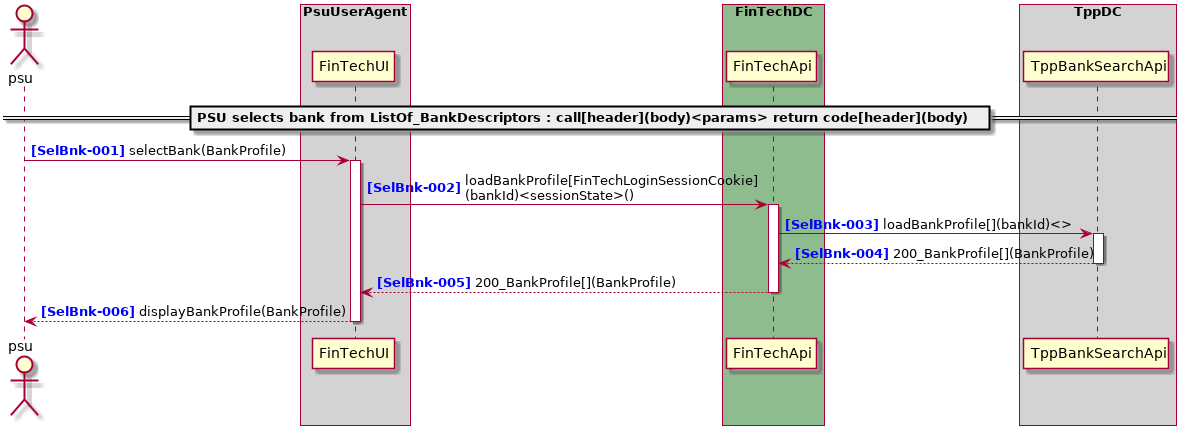 PsuUserAgent
FinTechDC
TppDC
psu
FinTechUI
FinTechApi
TppBankSearchApi
PSU selects bank from ListOf_BankDescriptors : call[header](body)<params> return code[header](body)
[SelBnk-001] selectBank(BankProfile)
[SelBnk-002] loadBankProfile[FinTechLoginSessionCookie]
(bankId)<sessionState>()
[SelBnk-003] loadBankProfile[](bankId)<>
[SelBnk-004] 200_BankProfile[](BankProfile)
[SelBnk-005] 200_BankProfile[](BankProfile)
[SelBnk-006] displayBankProfile(BankProfile)
psu
FinTechUI
FinTechApi
TppBankSearchApi